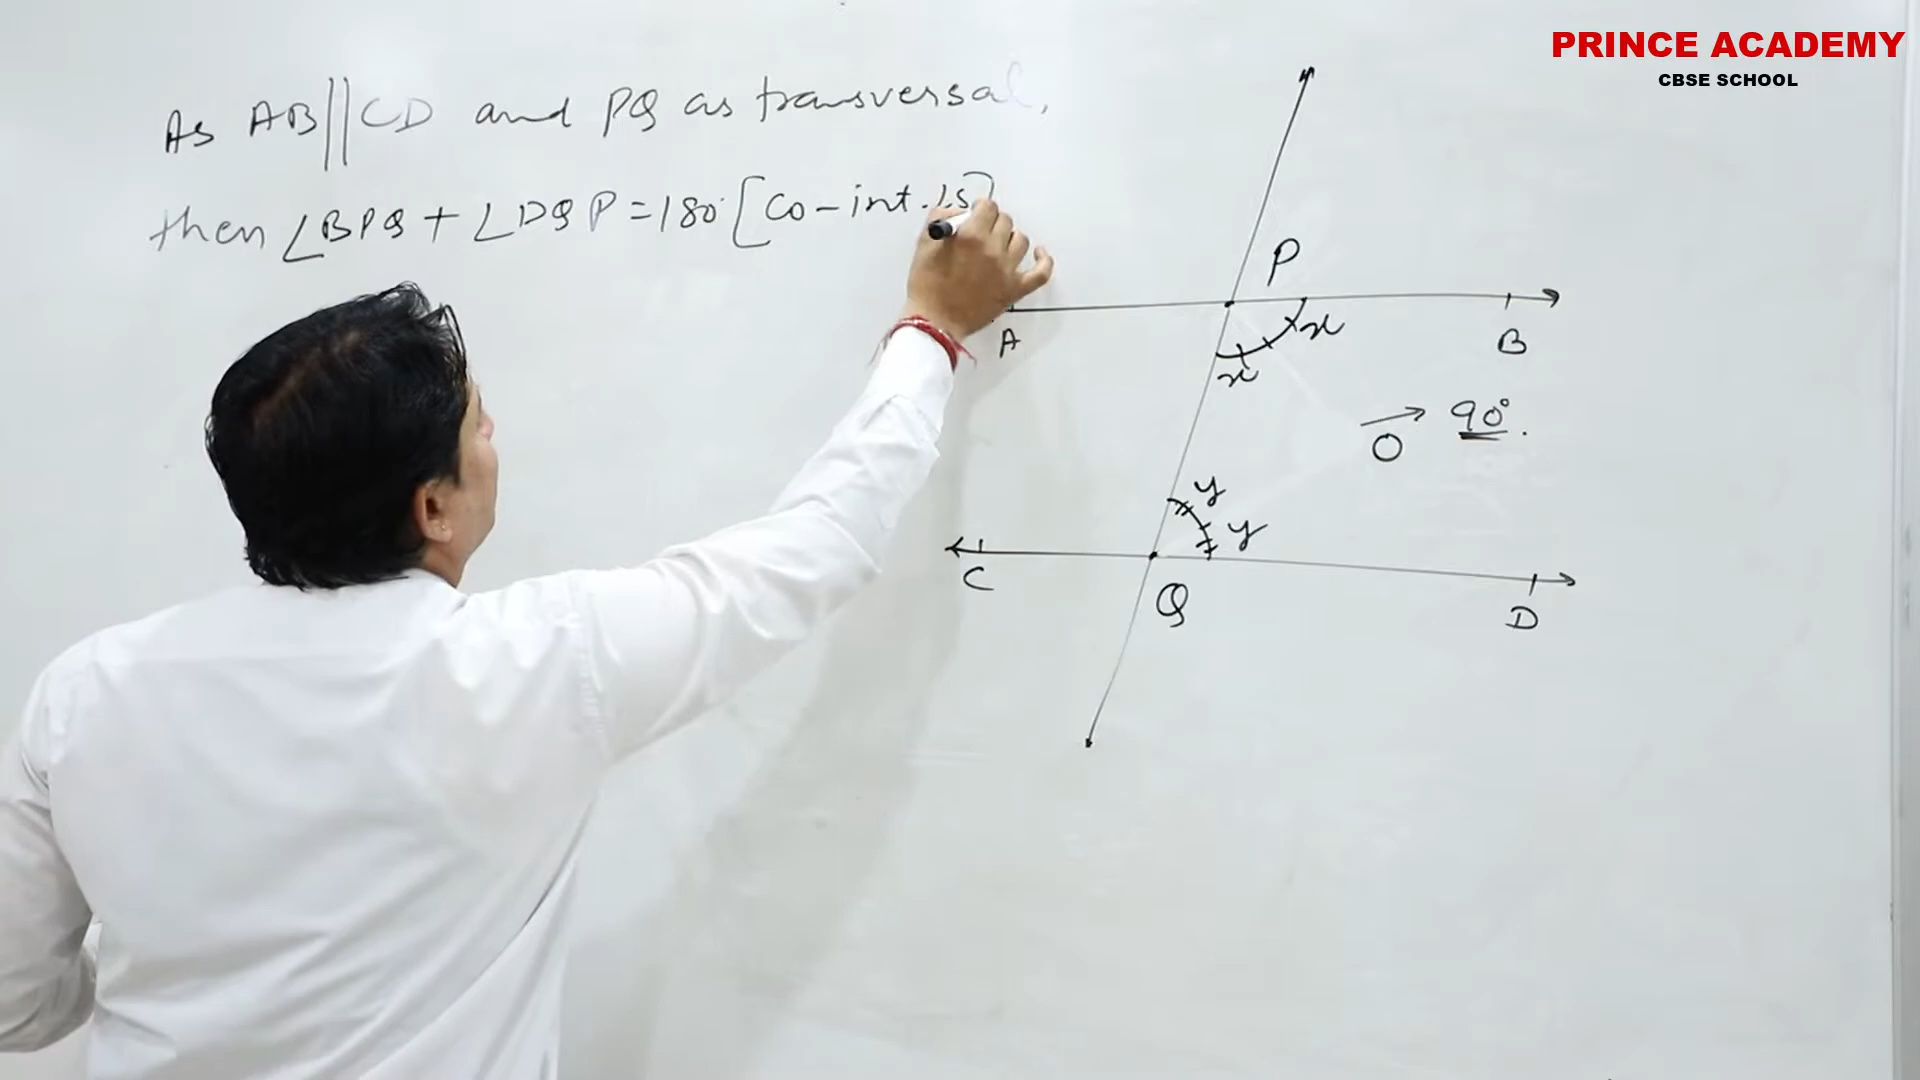 PRINCE ACADEMY
CBSE SCHOOL
As AB||CD and PQ as transversal,
then ∠BPQ + ∠DQP = 180° [Co-int. ∠s]
P
A
x
B
x
O → 90°.
y
y
C
Q
D